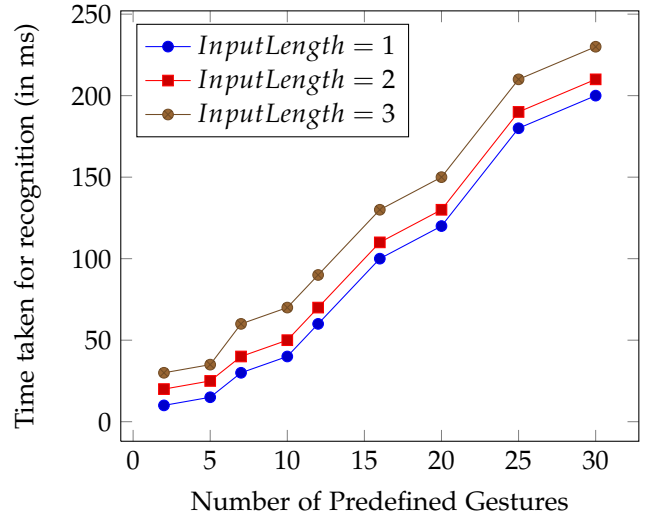 250
200
150
100
50
0
Time taken for recognition (in ms)
InputLength = 1
InputLength = 2
InputLength = 3
0 5 10 15 20 25 30
Number of Predefined Gestures